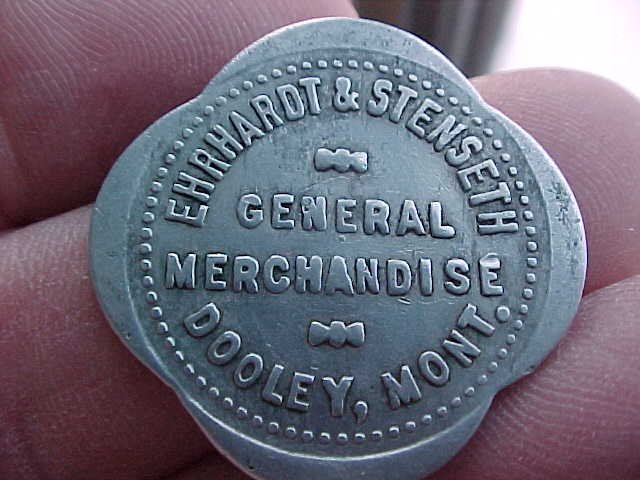 EHRHARDT & STENSETH
GENERAL
MERCHANDISE
DOOLEY, MONT.